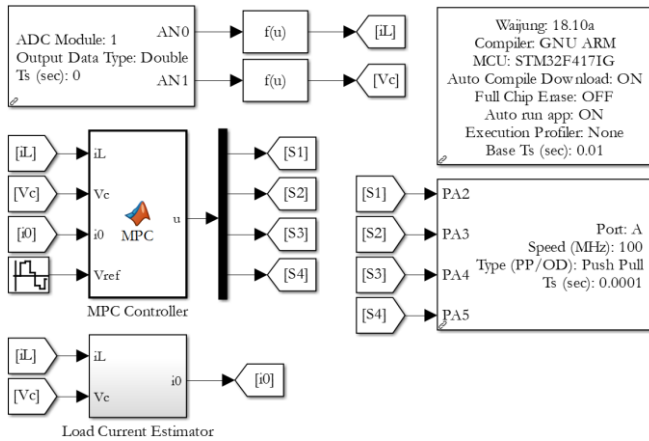 ADC Module: 1
Output Data Type: Double
Ts (sec): 0
AN0
AN1
f(u)
f(u)
[iL]
[Vc]
Waijung: 18.10a
Compiler: GNU ARM
MCU: STM32F417IG
Auto Compile Download: ON
Full Chip Erase: OFF
Auto run app: ON
Execution Profiler: None
Base Ts (sec): 0.01
[iL]
[Vc]
[i0]
iL
Vc
i0
Vref
MPC
u
MPC Controller
[S1]
[S2]
[S3]
[S4]
[S1]
[S2]
[S3]
[S4]
PA2
PA3
PA4
PA5
Port: A
Speed (MHz): 100
Type (PP/OD): Push Pull
Ts (sec): 0.0001
[iL]
[Vc]
iL
Vc
i0
[i0]
Load Current Estimator